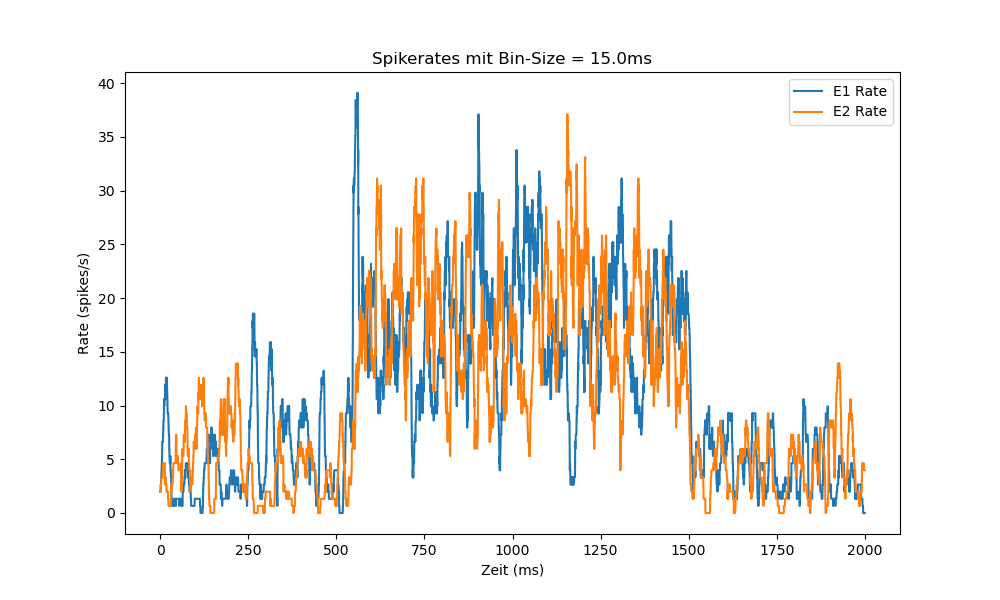 Spikerates mit Bin-Size = 15.0ms
E1 Rate
E2 Rate
40
35
30
25
20
15
10
5
0
Rate (spikes/s)
0 250 500 750 1000 1250 1500 1750 2000
Zeit (ms)